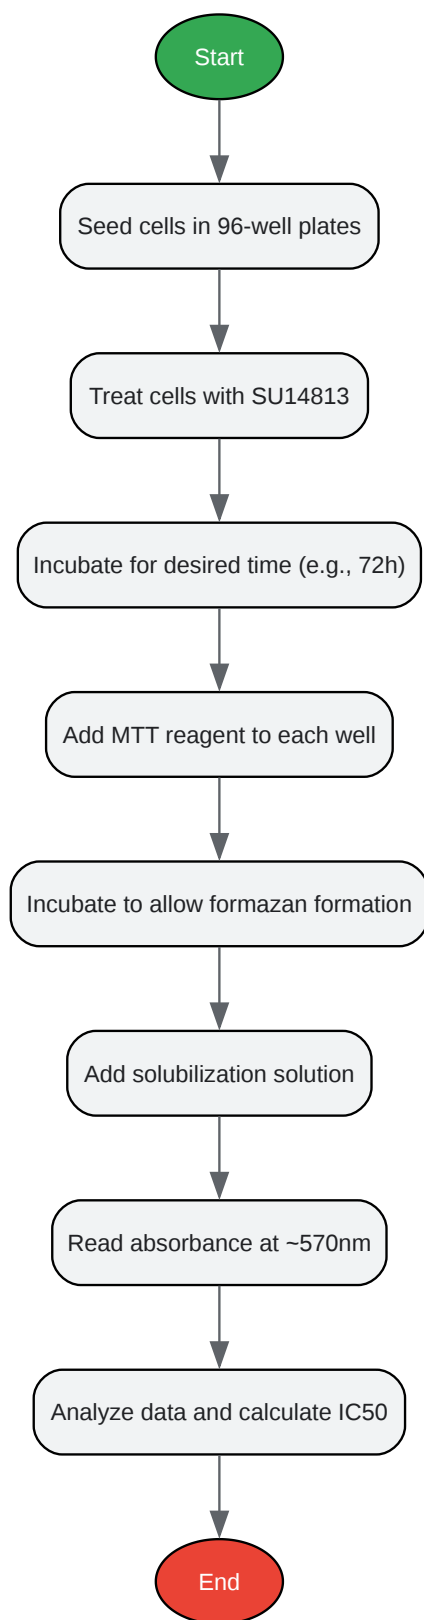 Start
Seed cells in 96-well plates
Treat cells with SU14813
Incubate for desired time (e.g., 72h)
Add MTT reagent to each well
Incubate to allow formazan formation
Add solubilization solution
Read absorbance at ~570nm
Analyze data and calculate IC50
End